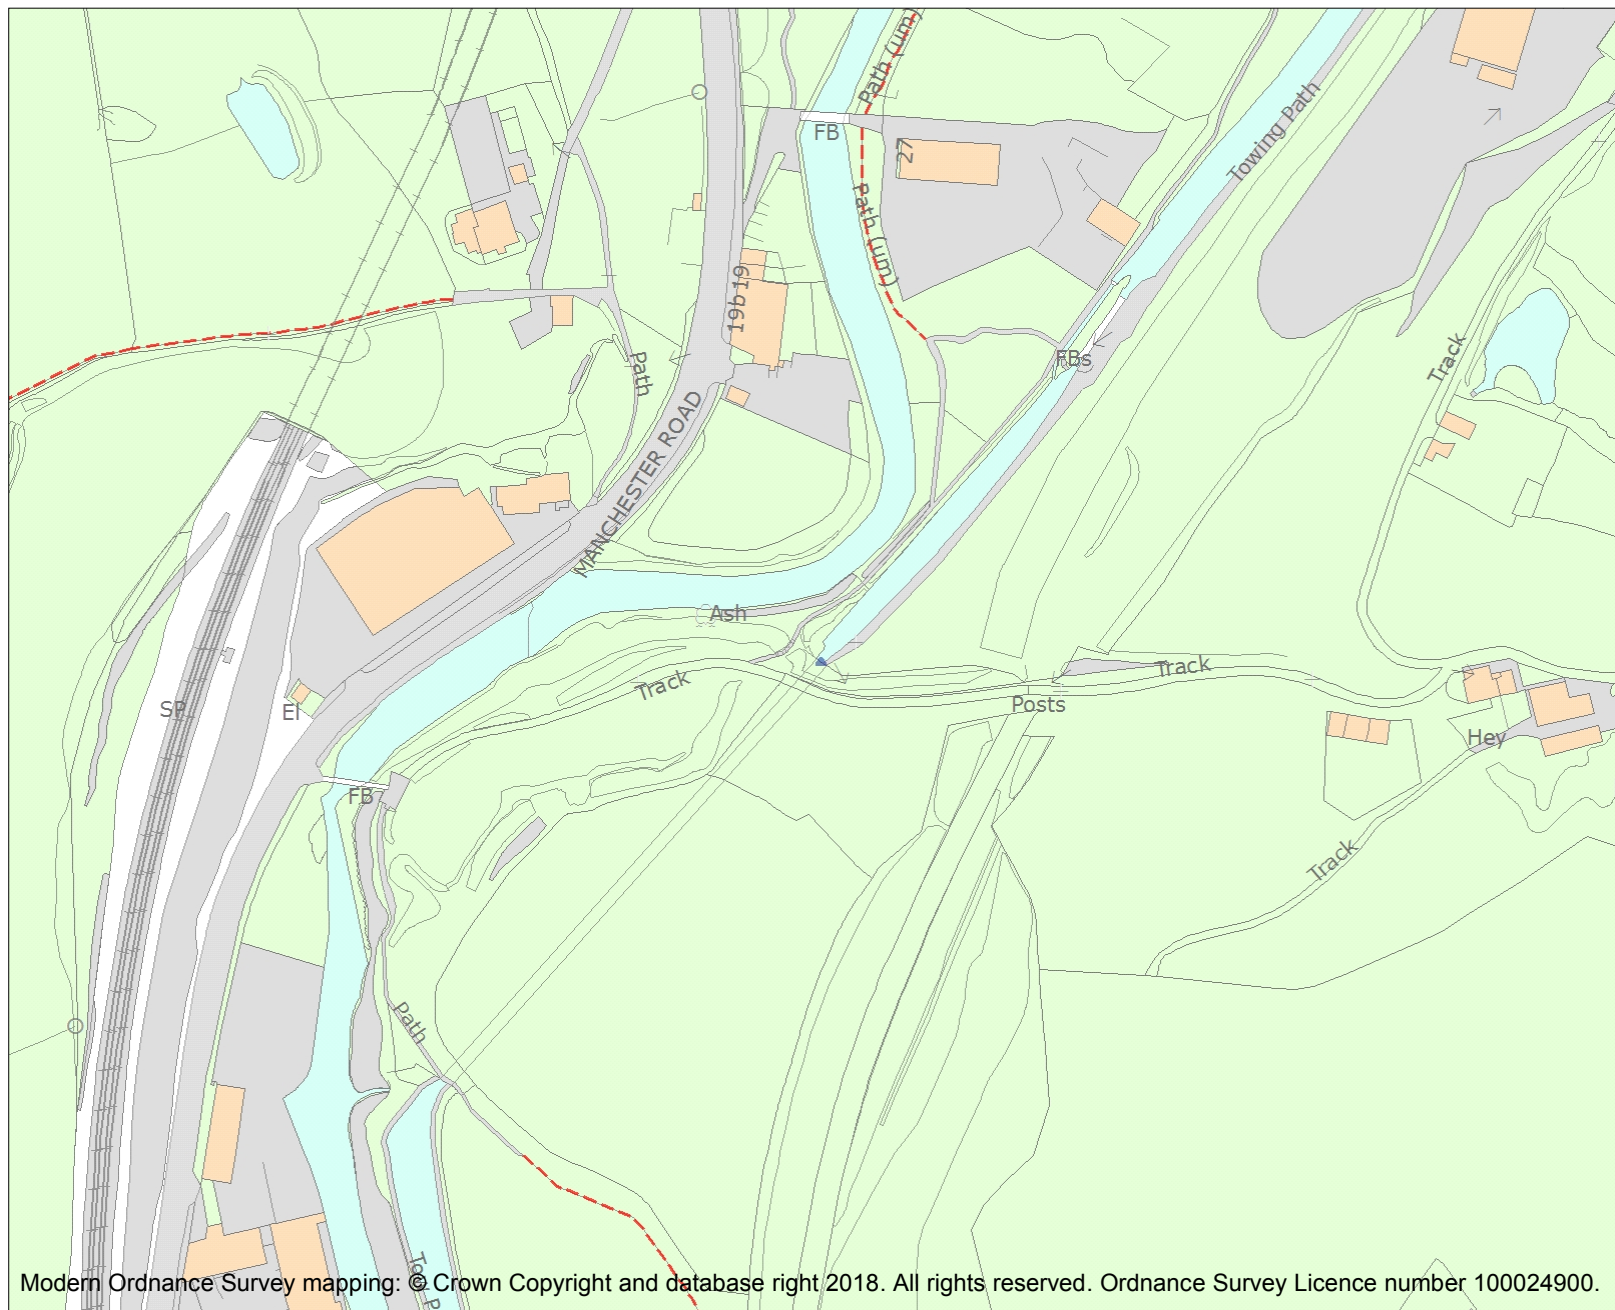 Path (um)
FB
27
Towing Path
Path (um)
19b
19
FBs
Path
Track
MANCHESTER ROAD
Ash
Track
Track
SP
El
Posts
Hey
FB
Track
Path
Modern Ordnance Survey mapping: © Crown Copyright and database right 2018. All rights reserved. Ordnance Survey Licence number 100024900.